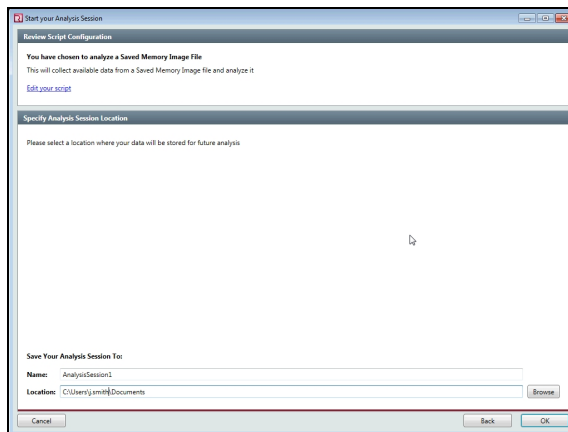 Start your Analysis Session
Review Script Configuration
You have chosen to analyze a Saved Memory Image File
This will collect available data from a Saved Memory Image file and analyze it
Edit your script
Specify Analysis Session Location
Please select a location where your data will be stored for future analysis
Save Your Analysis Session To:
Name: AnalysisSession1
Location: C:\Users\j.smith\Documents Browse
Cancel Back OK